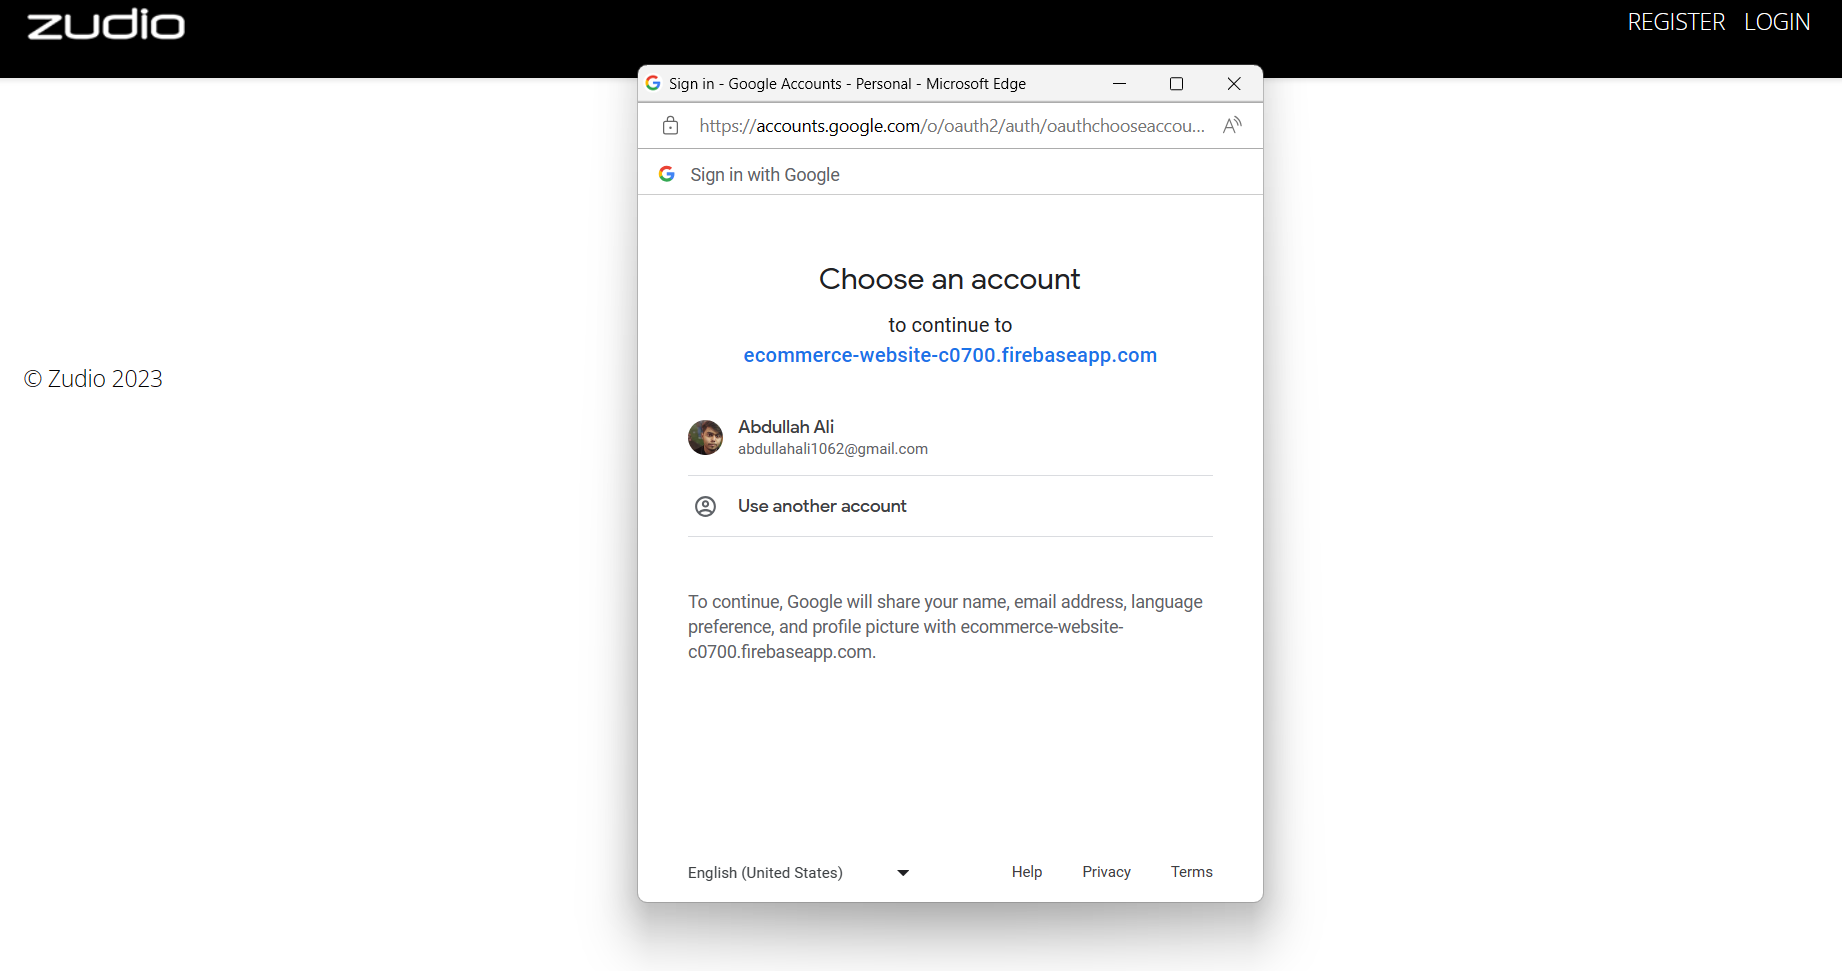 zudio
REGISTER LOGIN
Sign in - Google Accounts - Personal - Microsoft Edge
https://accounts.google.com/o/oauth2/auth/oauthchooseaccou...
Sign in with Google
Choose an account
to continue to
ecommerce-website-c0700.firebaseapp.com
© Zudio 2023
Abdullah Ali
abdullahali1062@gmail.com
Use another account
To continue, Google will share your name, email address, language
preference, and profile picture with ecommerce-website-
c0700.firebaseapp.com.
English (United States)
Help Privacy Terms